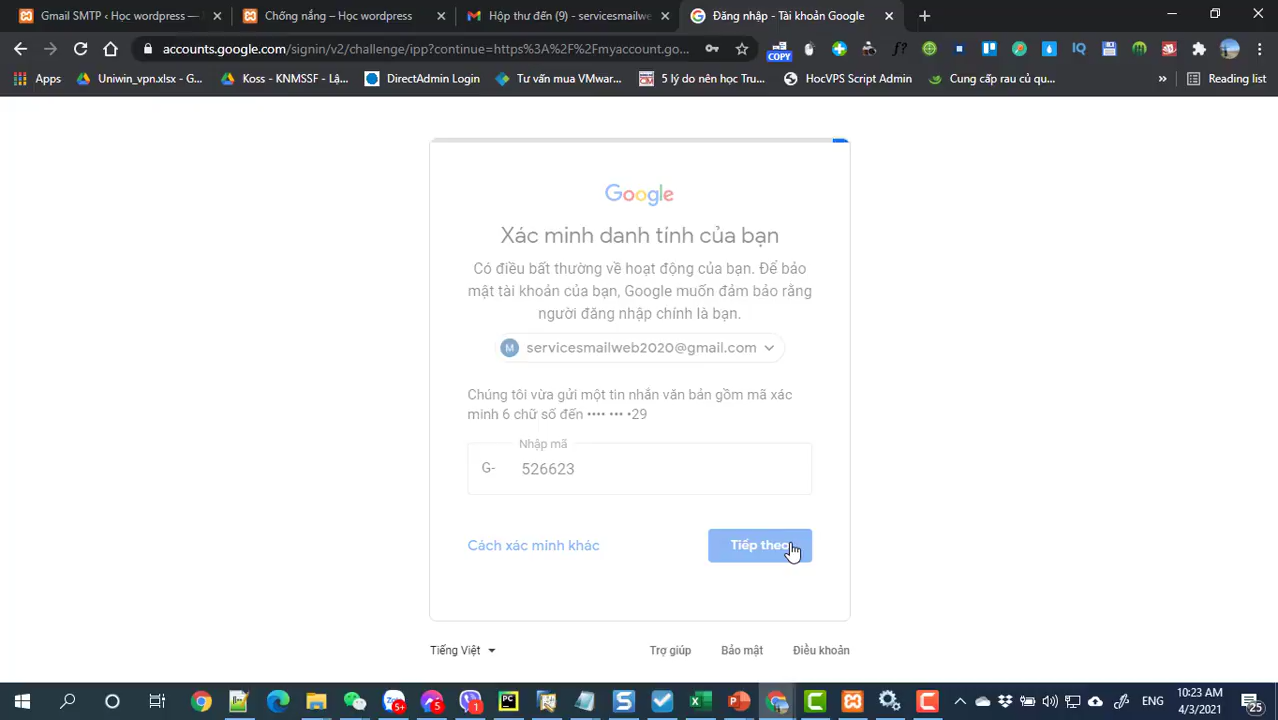 Gmail SMTP ‹ Học wordpress —
Chống nắng – Học wordpress
Hộp thư đến (9) - servicesmailwe
Đăng nhập - Tài khoản Google
accounts.google.com/signin/v2/challenge/ipp?continue=https%3A%2F%2Fmyaccount.go...
COPY
f?
IQ
Apps
Uniwin_vpn.xlsx - G...
Koss - KNMSSF - Lậ...
DirectAdmin Login
Tư vấn mua VMwar...
5 lý do nên học Tru...
HocVPS Script Admin
Cung cấp rau củ qu...
»
Reading list
Google
Xác minh danh tính của bạn
Có điều bất thường về hoạt động của bạn. Để bảo
mật tài khoản của bạn, Google muốn đảm bảo rằng
người đăng nhập chính là bạn.
M servicesmailweb2020@gmail.com
Chúng tôi vừa gửi một tin nhắn văn bản gồm mã xác
minh 6 chữ số đến •••• ••• •29
Nhập mã
G- 526623
Cách xác minh khác
Tiếp theo
Tiếng Việt
Trợ giúp
Bảo mật
Điều khoản
5+
5
1
PC
S
ENG
10:23 AM
4/3/2021
25